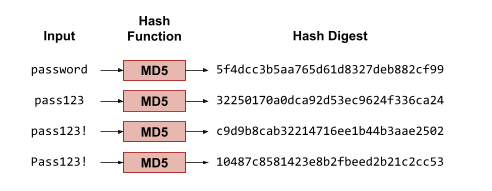 Input Hash Function Hash Digest
password MD5 5f4dcc3b5aa765d61d8327deb882cf99
pass123 MD5 32250170a0dca92d53ec9624f336ca24
pass123! MD5 c9d9b8cab32214716ee1b44b3aae2502
Pass123! MD5 10487c8581423e8b2fbeed2b21c2cc53